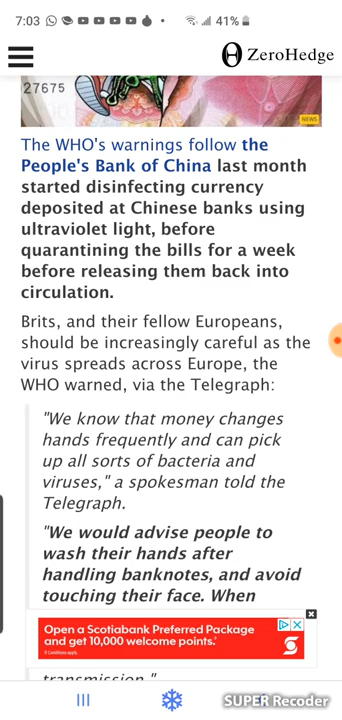 7:03
41%
ZeroHedge
27675
NEWS
The WHO's warnings follow the
People's Bank of China last month
started disinfecting currency
deposited at Chinese banks using
ultraviolet light, before
quarantining the bills for a week
before releasing them back into
circulation.
Brits, and their fellow Europeans,
should be increasingly careful as the
virus spreads across Europe, the
WHO warned, via the Telegraph:
"We know that money changes
hands frequently and can pick
up all sorts of bacteria and
viruses," a spokesman told the
Telegraph.
"We would advise people to
wash their hands after
handling banknotes, and avoid
touching their face. When
Open a Scotiabank Preferred Package
and get 10,000 welcome points.
Conditions apply.
transmission."
SUPER Recorder